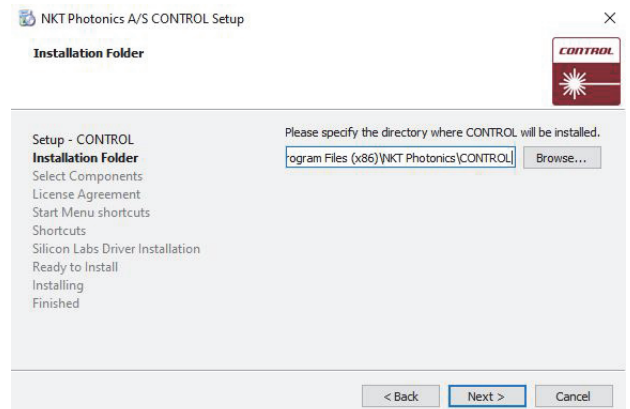 NKT Photonics A/S CONTROL Setup
Installation Folder
CONTROL
Setup - CONTROL
Installation Folder
Select Components
License Agreement
Start Menu shortcuts
Shortcuts
Silicon Labs Driver Installation
Ready to Install
Installing
Finished
Please specify the directory where CONTROL will be installed.
rogram Files (x86)\NKT Photonics\CONTROL
Browse...
< Back
Next >
Cancel